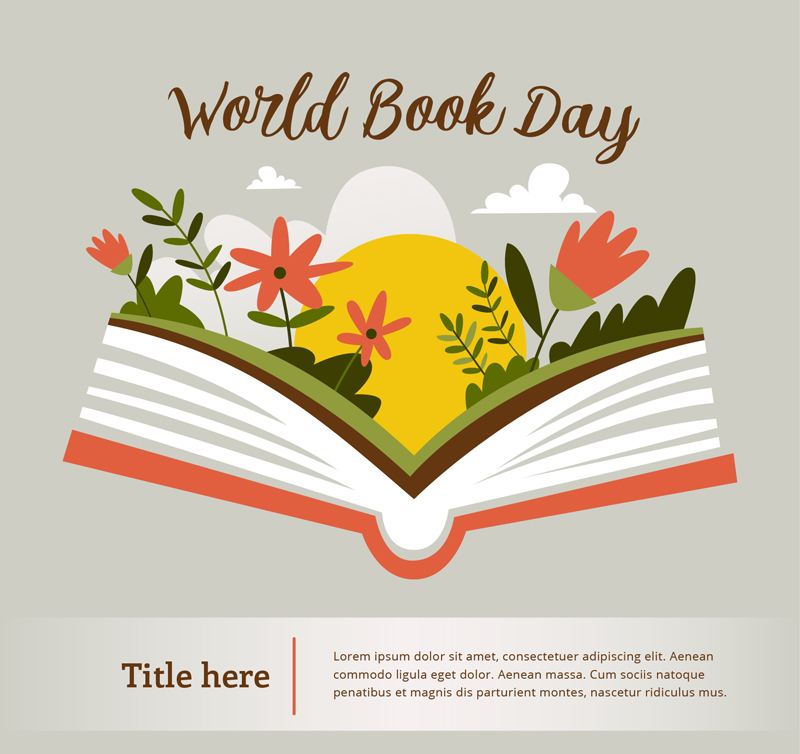 World Book Day
Title here
Lorem ipsum dolor sit amet, consectetuer adipiscing elit. Aenean
commodo ligula eget dolor. Aenean massa. Cum sociis natoque
penatibus et magnis dis parturient montes, nascetur ridiculus mus.